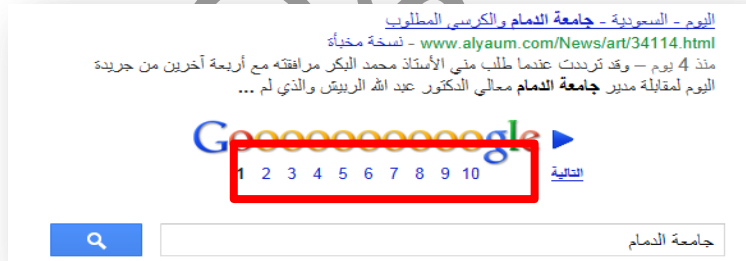 اليوم - السعودية - جامعة الدمام والكرسي المطلوب
www.alyaum.com/News/art/34114.html - نسخة مخبأة
منذ 4 يوم – وقد ترددت عندما طلب مني الأستاذ محمد البكر مرافقته مع أربعة آخرين من جريدة
اليوم لمقابلة مدير جامعة الدمام معالي الدكتور عبد الله الربيش والذي لم ...
Goooooooooogle
1 2 3 4 5 6 7 8 9 10 التالية
جامعة الدمام